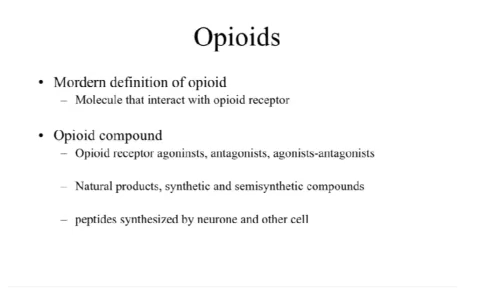 Opioids
• Mordern definition of opioid
– Molecule that interact with opioid receptor
• Opioid compound
– Opioid receptor agoninsts, antagonists, agonists-antagonists
– Natural products, synthetic and semisynthetic compounds
– peptides synthesized by neurone and other cell